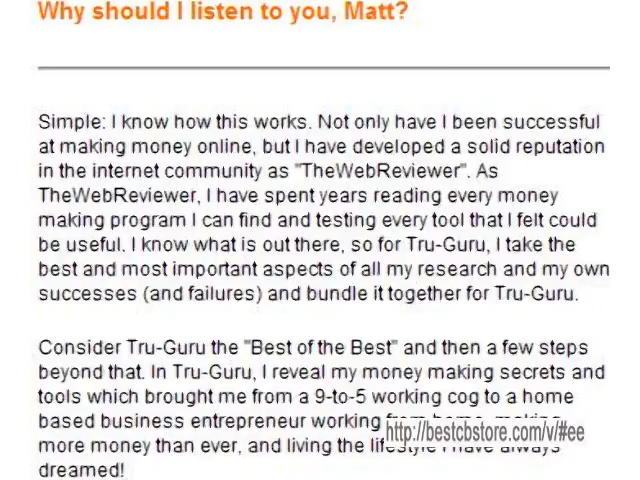 Why should I listen to you, Matt?
Simple: I know how this works. Not only have I been successful
at making money online, but I have developed a solid reputation
in the internet community as "TheWebReviewer". As
TheWebReviewer, I have spent years reading every money
making program I can find and testing every tool that I felt could
be useful. I know what is out there, so for Tru-Guru, I take the
best and most important aspects of all my research and my own
successes (and failures) and bundle it together for Tru-Guru.
Consider Tru-Guru the "Best of the Best" and then a few steps
beyond that. In Tru-Guru, I reveal my money making secrets and
tools which brought me from a 9-to-5 working cog to a home
based business entrepreneur working from home, making
http://bestcbstore.com/v/#ee
more money than ever, and living the lifestyle I have always
dreamed!